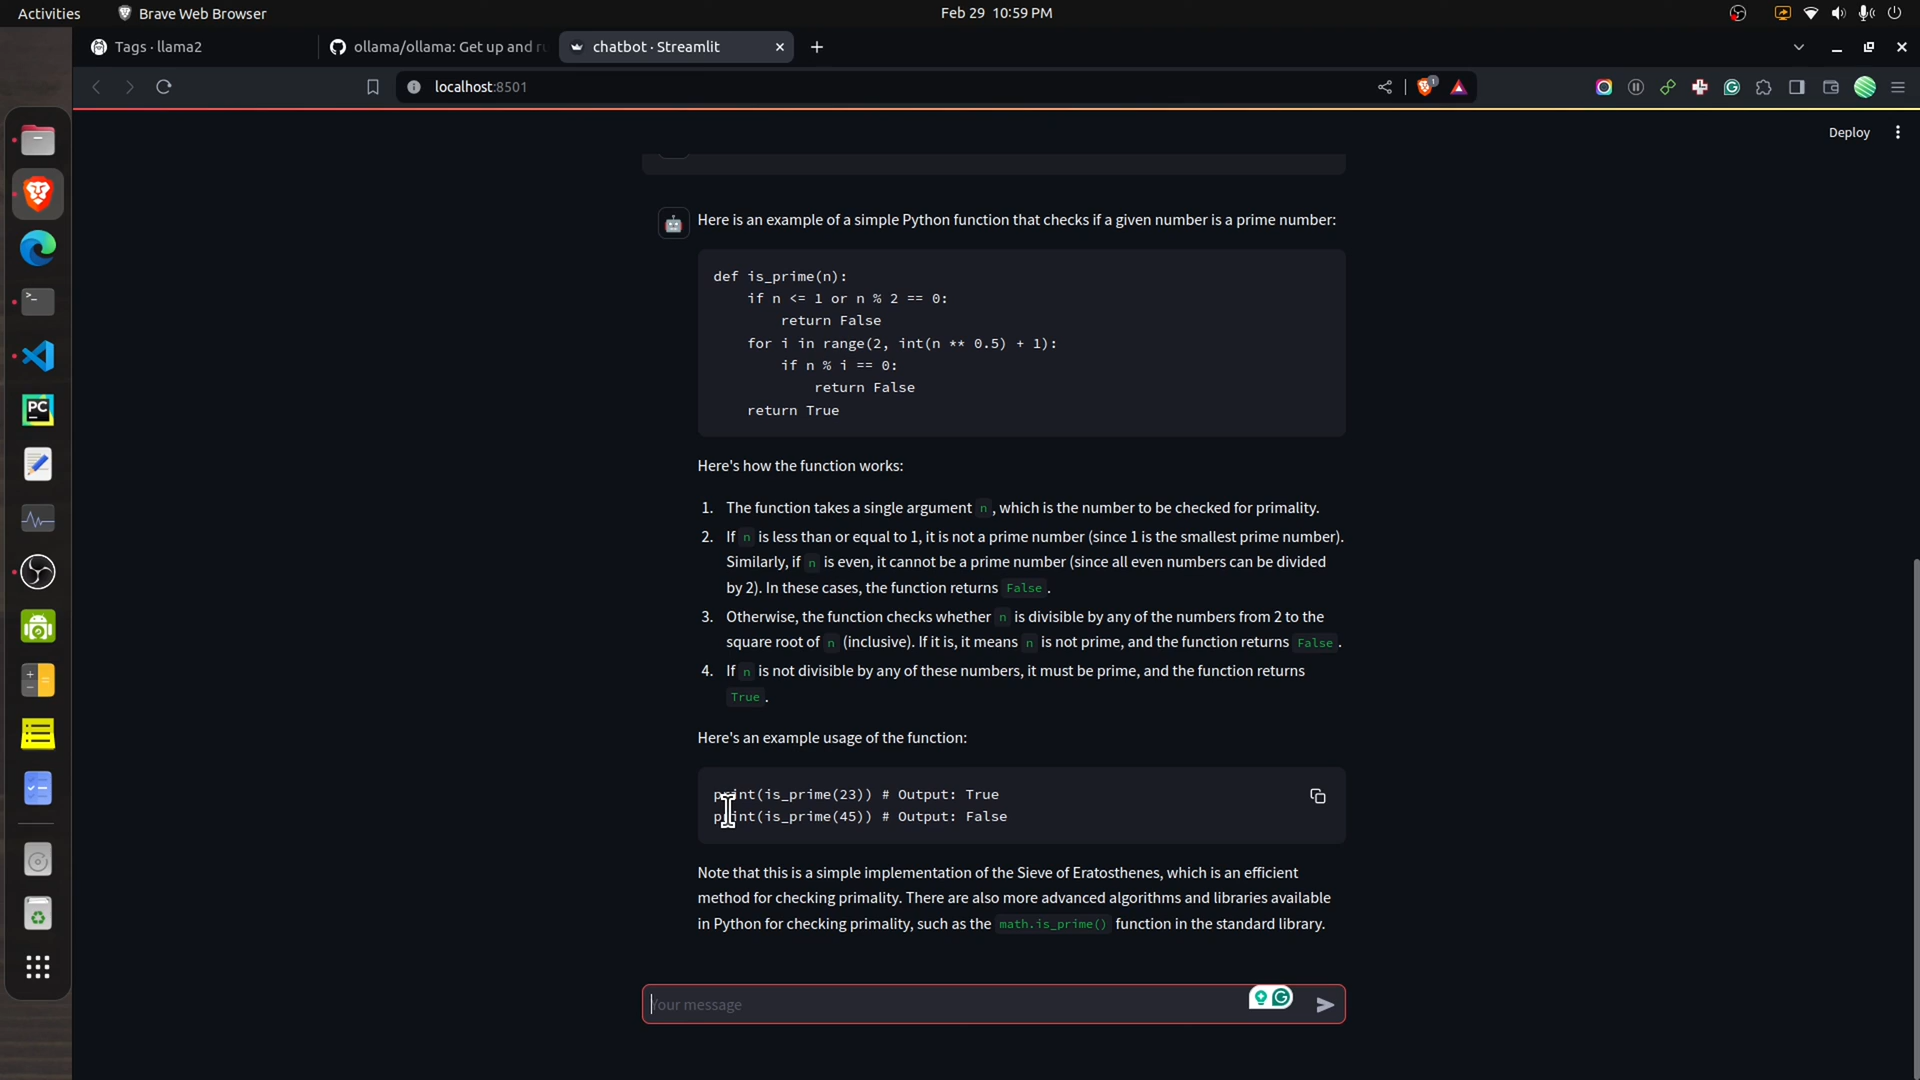 Activities
Brave Web Browser
Feb 29 10:59 PM
Tags · llama2
ollama/ollama: Get up and ru
chatbot · Streamlit
localhost:8501
1
Deploy
Here is an example of a simple Python function that checks if a given number is a prime number:
def is_prime(n):
    if n <= 1 or n % 2 == 0:
        return False
    for i in range(2, int(n ** 0.5) + 1):
        if n % i == 0:
            return False
    return True
Here's how the function works:
1. The function takes a single argument n, which is the number to be checked for primality.
2. If n is less than or equal to 1, it is not a prime number (since 1 is the smallest prime number).
Similarly, if n is even, it cannot be a prime number (since all even numbers can be divided
by 2). In these cases, the function returns False.
3. Otherwise, the function checks whether n is divisible by any of the numbers from 2 to the
square root of n (inclusive). If it is, it means n is not prime, and the function returns False.
4. If n is not divisible by any of these numbers, it must be prime, and the function returns
True.
Here's an example usage of the function:
print(is_prime(23)) # Output: True
print(is_prime(45)) # Output: False
Note that this is a simple implementation of the Sieve of Eratosthenes, which is an efficient
method for checking primality. There are also more advanced algorithms and libraries available
in Python for checking primality, such as the math.is_prime() function in the standard library.
Your message
PC